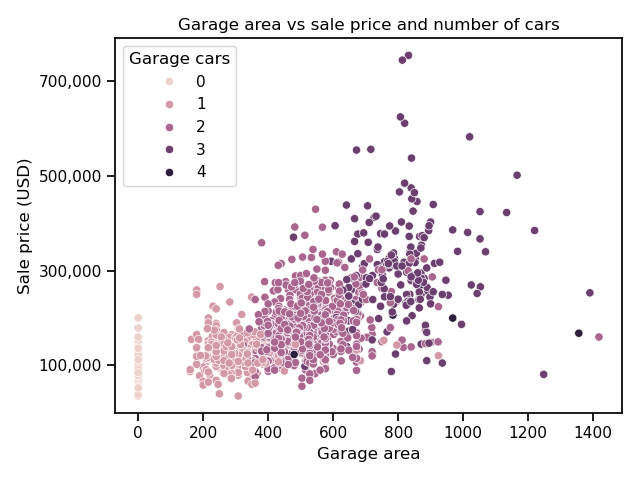 Garage area vs sale price and number of cars
Garage cars
0
1
2
3
4
700,000
500,000
300,000
100,000
Sale price (USD)
0 200 400 600 800 1000 1200 1400
Garage area